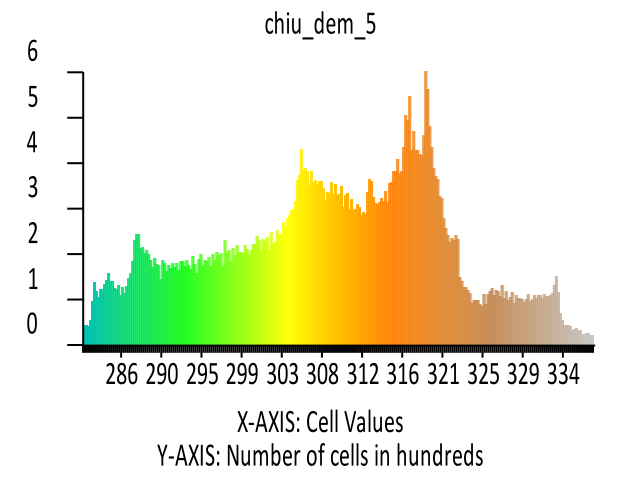 chiu_dem_5
6
5
4
3
2
1
0
286 290 295 299 303 308 312 316 321 325 329 334
X-AXIS: Cell Values
Y-AXIS: Number of cells in hundreds